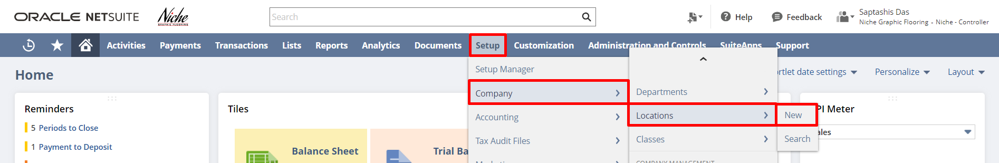 ORACLE NETSUITE
Niche
GRAPHIC FLOORING
Search
Help
Feedback
Saptashis Das
Niche Graphic Flooring - Niche - Controller
Activities
Payments
Transactions
Lists
Reports
Analytics
Documents
Setup
Customization
Administration and Controls
SuiteApps
Support
Home
rtlet date settings
Personalize
Layout
Setup Manager
Company
Accounting
Tax Audit Files
Departments
Locations
Classes
COMPANY MANAGEMENT
New
Search
Reminders
5 Periods to Close
1 Payment to Deposit
Tiles
Balance Sheet
Trial Ba
PI Meter
ales